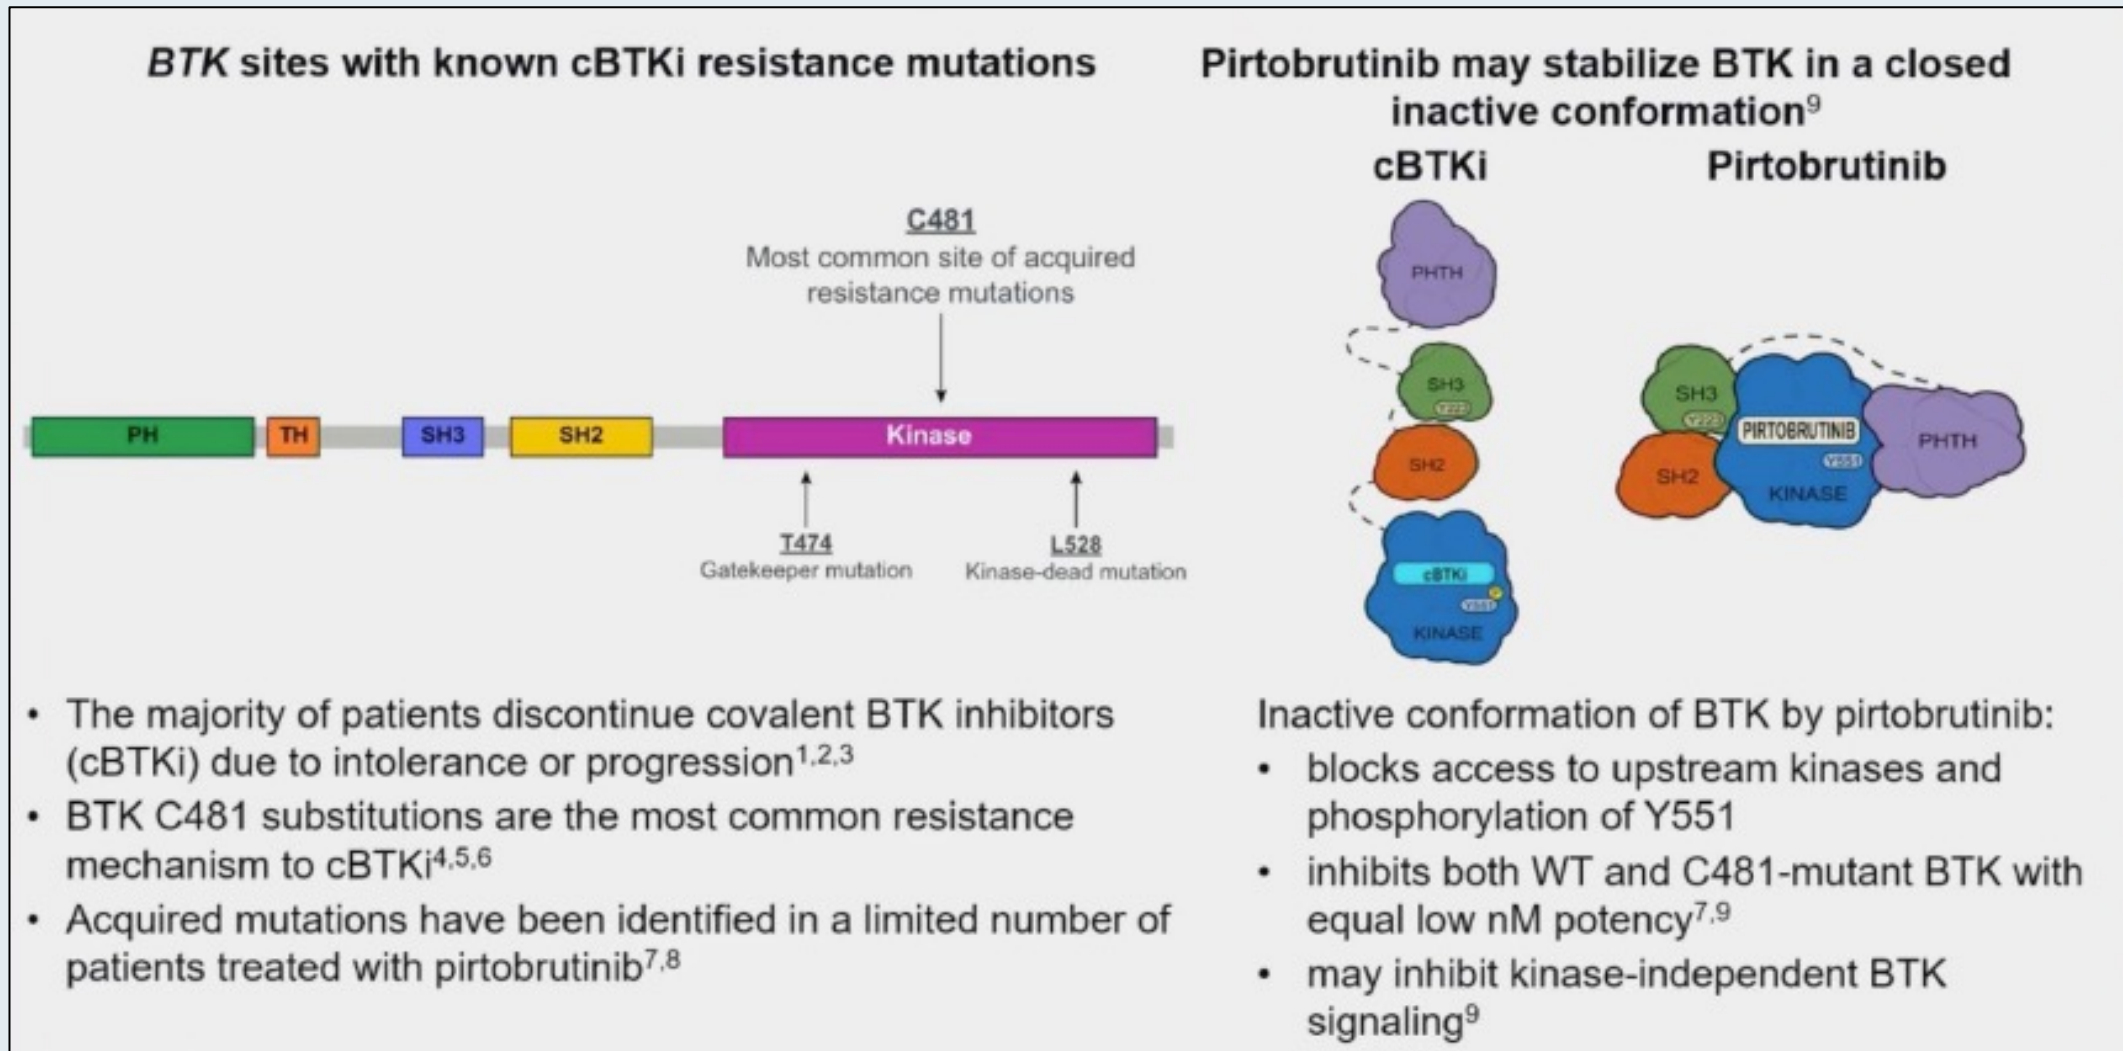 BTK sites with known cBTKi resistance mutations
C481
Most common site of acquired
resistance mutations
PH
TH
SH3
SH2
Kinase
T474
Gatekeeper mutation
L528
Kinase-dead mutation
• The majority of patients discontinue covalent BTK inhibitors
(cBTKi) due to intolerance or progression1,2,3
• BTK C481 substitutions are the most common resistance
mechanism to cBTKi4,5,6
• Acquired mutations have been identified in a limited number of
patients treated with pirtobrutinib7,8
Pirtobrutinib may stabilize BTK in a closed
inactive conformation9
cBTKi
PHTH
SH3
Y223
SH2
cBTKi
P
Y551
KINASE
Pirtobrutinib
SH3
Y223
PIRTOBRUTINIB
Y551
SH2
KINASE
PHTH
Inactive conformation of BTK by pirtobrutinib:
• blocks access to upstream kinases and
phosphorylation of Y551
• inhibits both WT and C481-mutant BTK with
equal low nM potency7,9
• may inhibit kinase-independent BTK
signaling9